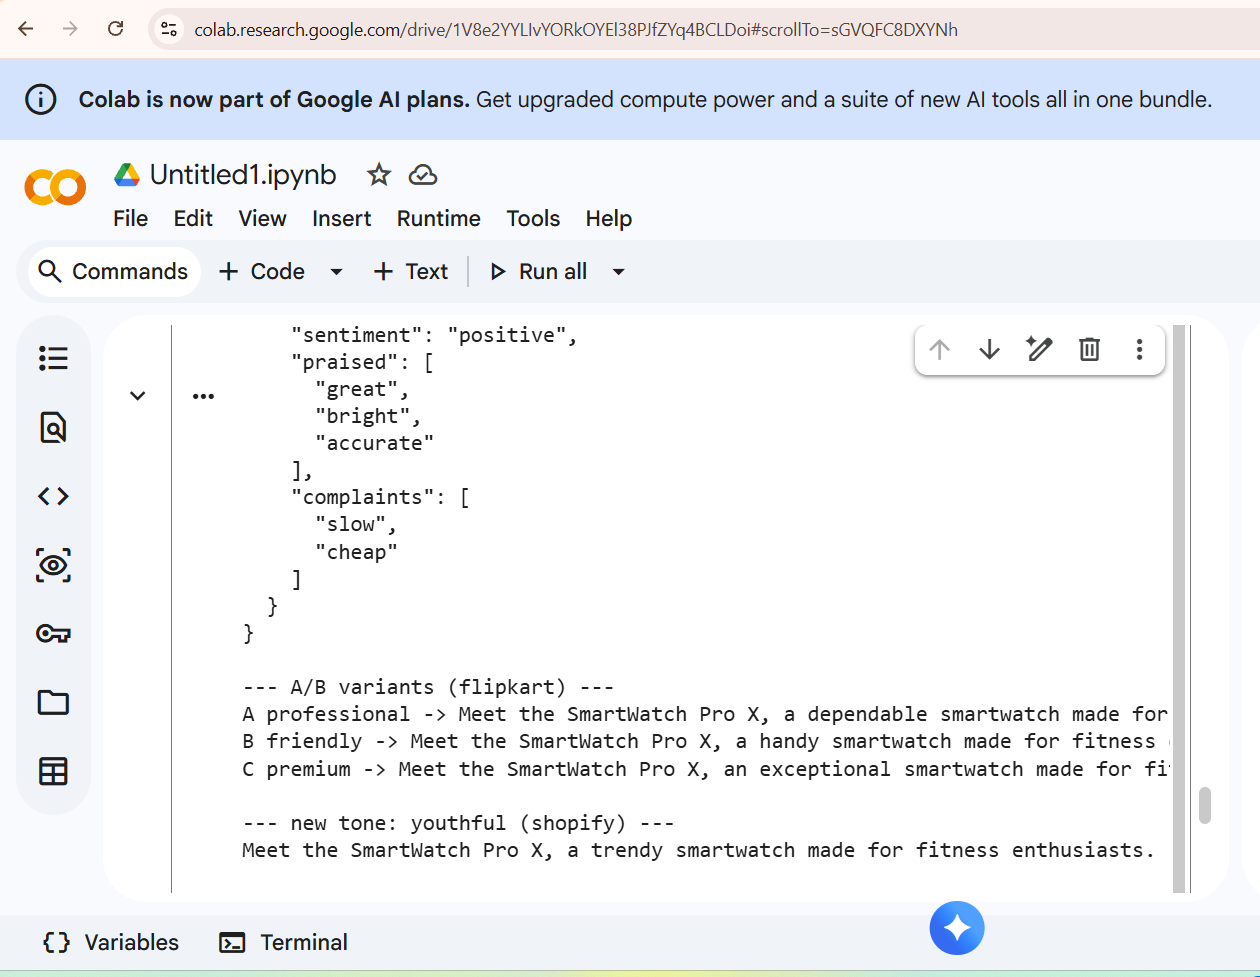 colab.research.google.com/drive/1V8e2YYLIvYORkOYEl38PJfZYq4BCLDoi#scrollTo=sGVQFC8DXYNh
Colab is now part of Google AI plans. Get upgraded compute power and a suite of new AI tools all in one bundle.
Untitled1.ipynb
File Edit View Insert Runtime Tools Help
Commands + Code + Text Run all
"sentiment": "positive",
"praised": [
"great",
"bright",
"accurate"
],
"complaints": [
"slow",
"cheap"
]
}
}
--- A/B variants (flipkart) ---
A professional -> Meet the SmartWatch Pro X, a dependable smartwatch made for
B friendly -> Meet the SmartWatch Pro X, a handy smartwatch made for fitness
C premium -> Meet the SmartWatch Pro X, an exceptional smartwatch made for fi
--- new tone: youthful (shopify) ---
Meet the SmartWatch Pro X, a trendy smartwatch made for fitness enthusiasts.
Variables Terminal